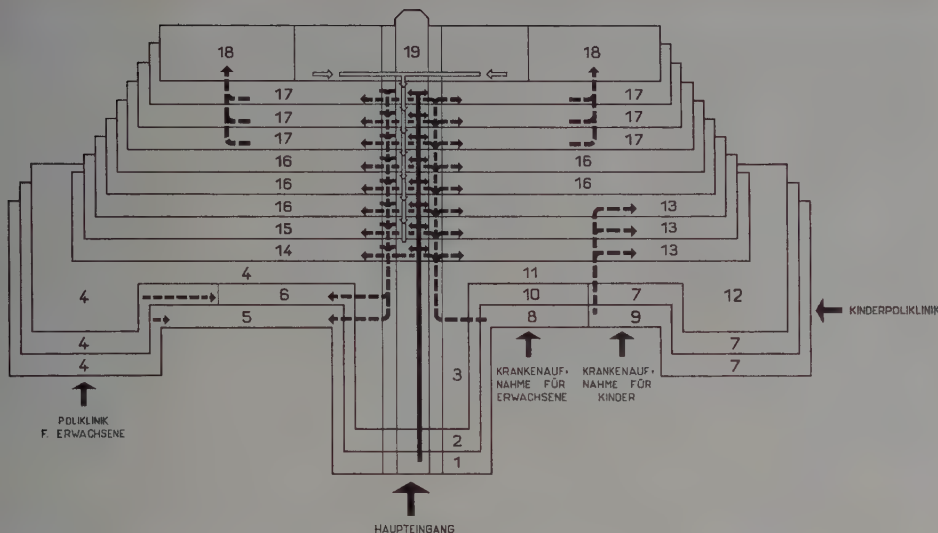 18 19 18
17 17
17 17
17 17
16 16
16 16
16 13
15 13
14 13
4 11
4 6 10 7 12
5 8 9
KINDERPOLIKLINIK
4 3 7
4 7
KRANKENAUF-
NAHME FÜR
ERWACHSENE
KRANKENAUF-
NAHME FÜR
KINDER
POLIKLINIK
F. ERWACHSENE
2
1
HAUPTEINGANG